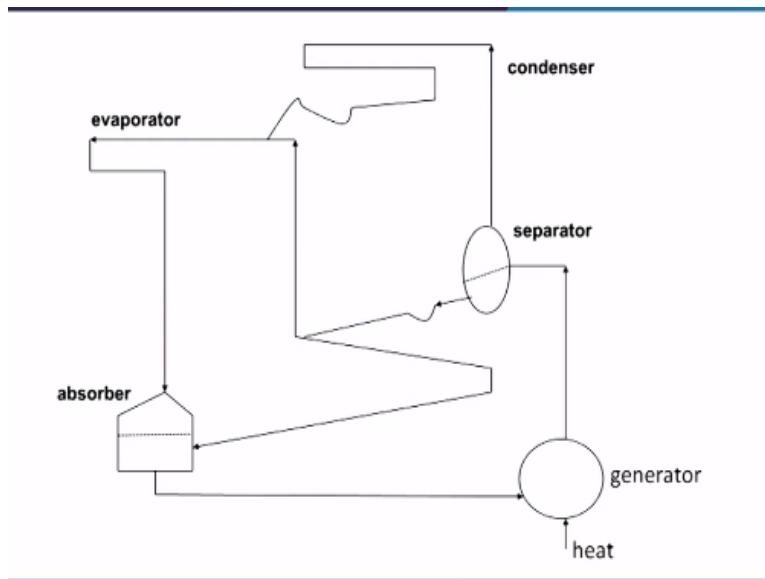 condenser
evaporator
separator
absorber
generator
heat